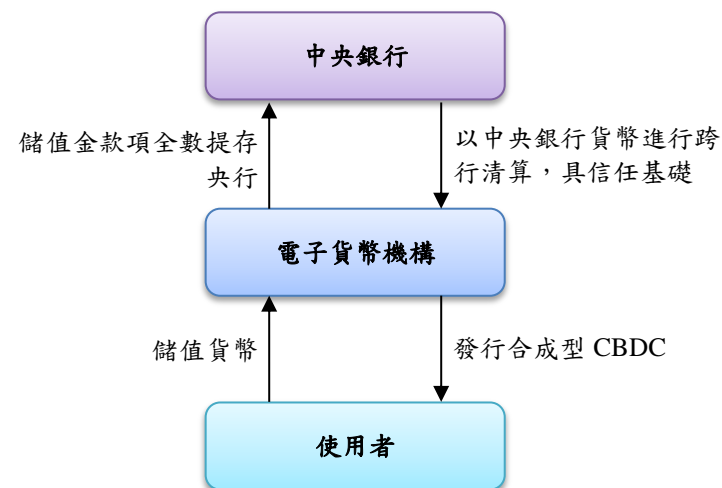 中央銀行
儲值金款項全數提存
央行
以中央銀行貨幣進行跨
行清算，具信任基礎
電子貨幣機構
儲值貨幣
發行合成型 CBDC
使用者